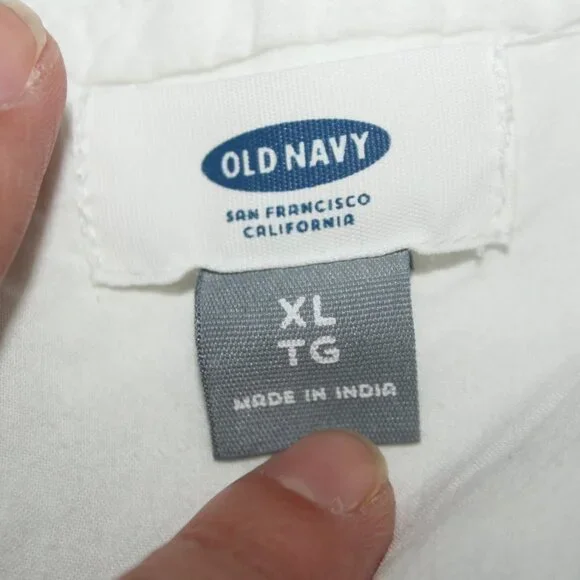 OLD NAVY
SAN FRANCISCO
CALIFORNIA
XL
TG
MADE IN INDIA